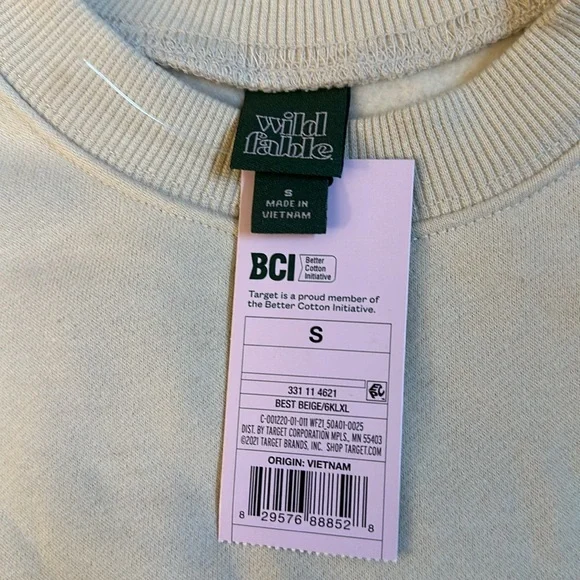 wild
fable
S
MADE IN
VIETNAM
BCI Better
Cotton
Initiative
Target is a proud member of
the Better Cotton Initiative.
S
331 11 4621
BEST BEIGE/6KLXL
C-001220-01-011 WF21_50A01-0025
DIST. BY TARGET CORPORATION MPLS., MN 55403
©2021 TARGET BRANDS, INC. SHOP TARGET.COM
ORIGIN: VIETNAM
8 29576 88852 8